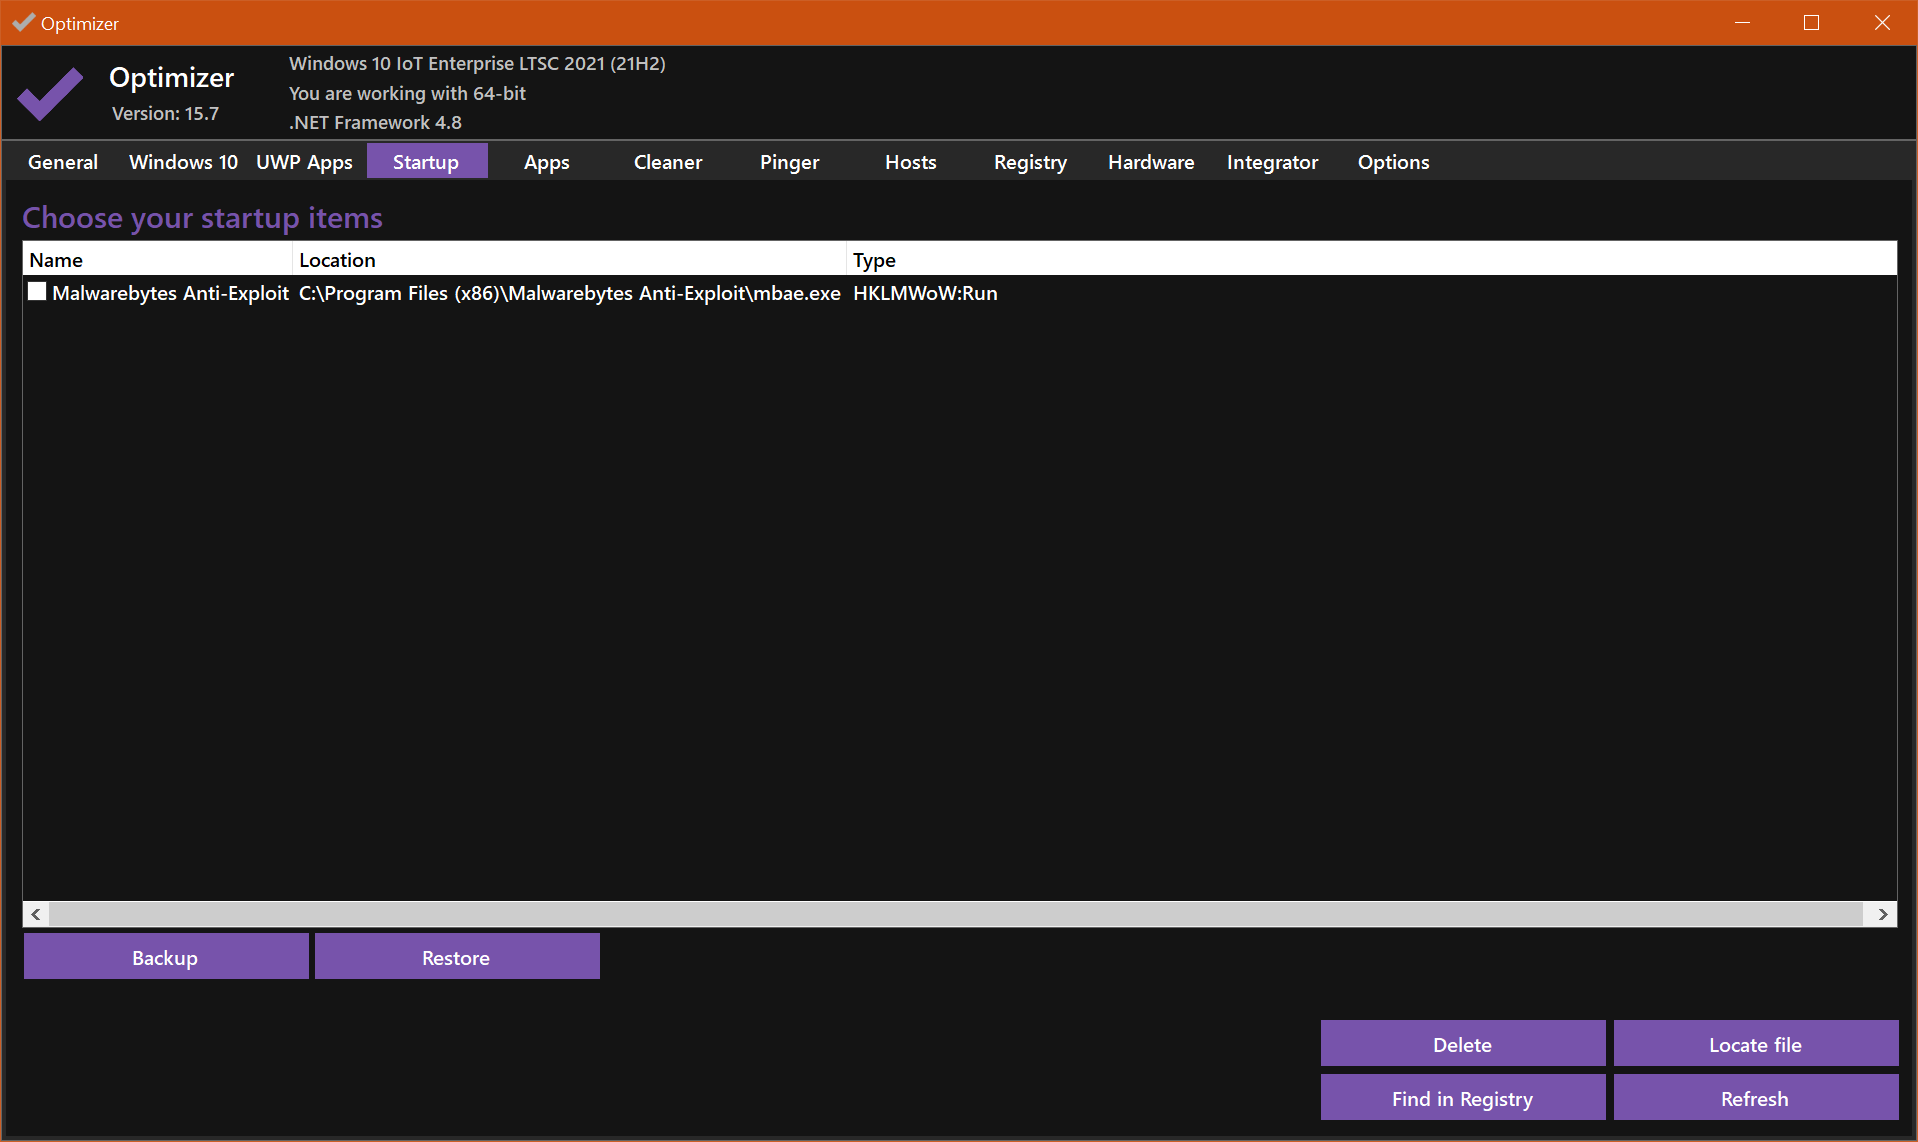 Optimizer
Optimizer
Version: 15.7
Windows 10 IoT Enterprise LTSC 2021 (21H2)
You are working with 64-bit
.NET Framework 4.8
General Windows 10 UWP Apps Startup Apps Cleaner Pinger Hosts Registry Hardware Integrator Options
Choose your startup items
Name Location Type
Malwarebytes Anti-Exploit C:\Program Files (x86)\Malwarebytes Anti-Exploit\mbae.exe HKLMWoW:Run
Backup Restore
Delete Locate file
Find in Registry Refresh